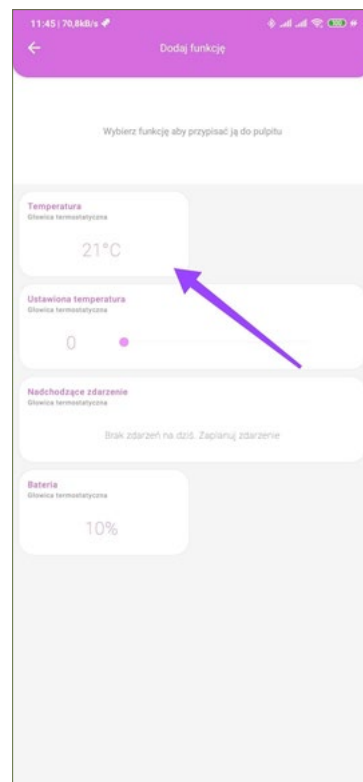 11:45 | 70,8kB/s
Dodaj funkcję
Wybierz funkcję aby przypisać ją do pulpitu
Temperatura
Głowica termostatyczna
21°C
Ustawiona temperatura
Głowica termostatyczna
0
Nadchodzące zdarzenie
Głowica termostatyczna
Brak zdarzeń na dziś. Zaplanuj zdarzenie
Bateria
Głowica termostatyczna
10%